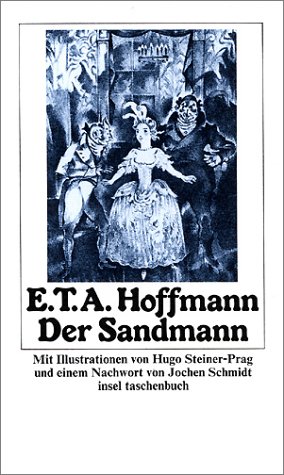 E.T.A. Hoffmann
Der Sandmann
Mit Illustrationen von Hugo Steiner-Prag
und einem Nachwort von Jochen Schmidt
insel taschenbuch